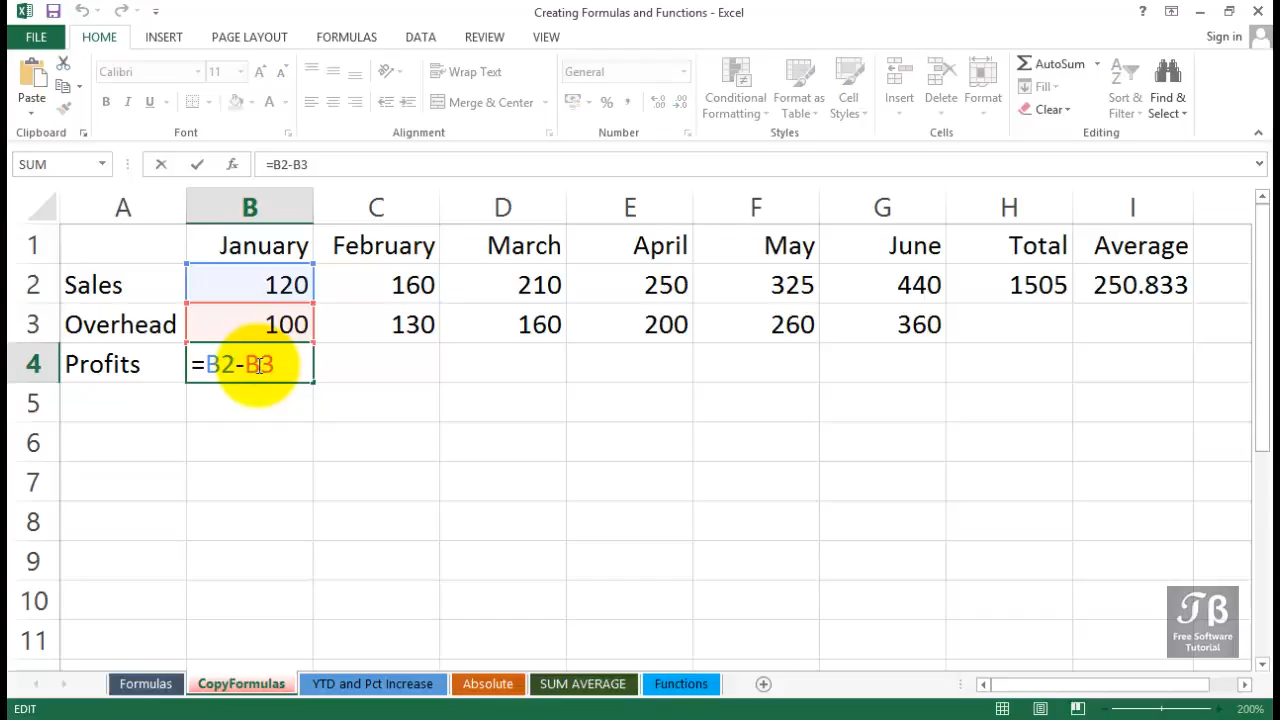 Creating Formulas and Functions - Excel
FILE HOME INSERT PAGE LAYOUT FORMULAS DATA REVIEW VIEW Sign in
Paste Calibri 11 Wrap Text General Conditional Formatting Format as Table Cell Styles Insert Delete Format AutoSum Sort & Filter Find & Select
B I U A Merge & Center % , Fill
Clear
Clipboard Font Alignment Number Styles Cells Editing
SUM fx =B2-B3
A B C D E F G H I
1 January February March April May June Total Average
2 Sales 120 160 210 250 325 440 1505 250.833
3 Overhead 100 130 160 200 260 360
4 Profits =B2-B3
5
6
7
8
9
10
11
TB
Free Software
Tutorial
Formulas CopyFormulas YTD and Pct Increase Absolute SUM AVERAGE Functions
EDIT 200%